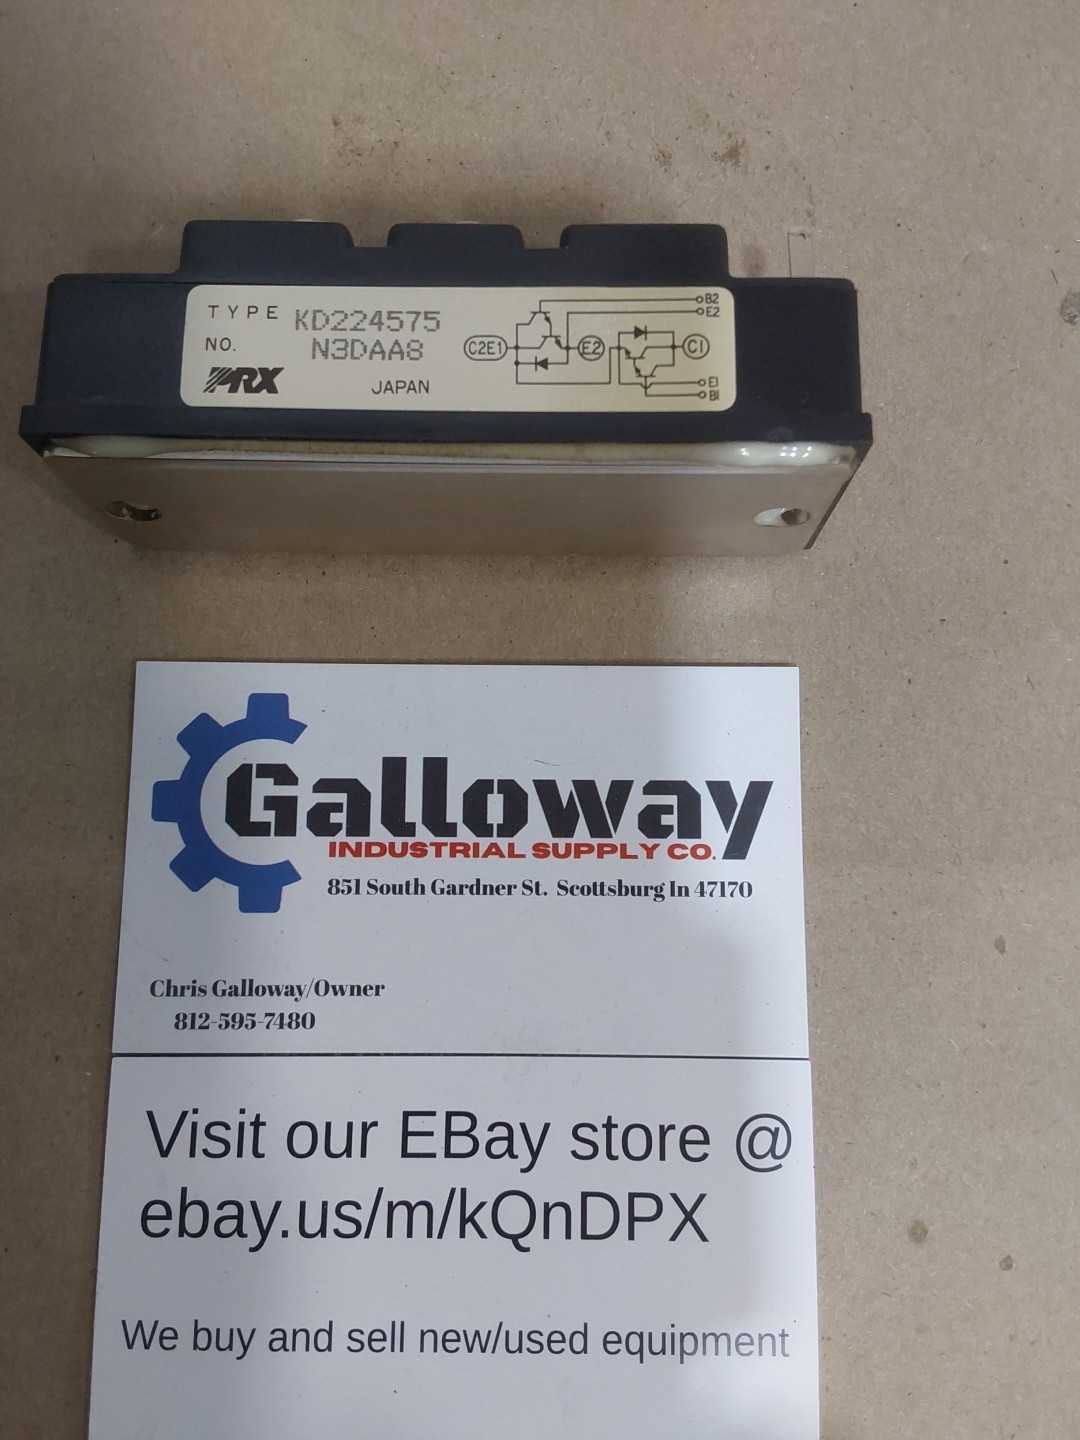 TYPE KD224575
NO. N3DAA8
PRX JAPAN
C2E1 E2 C1
B2
E2
E1
B1
Galloway
INDUSTRIAL SUPPLY CO.
851 South Gardner St. Scottsburg In 47170
Chris Galloway/Owner
812-595-7480
Visit our EBay store @
ebay.us/m/kQnDPX
We buy and sell new/used equipment